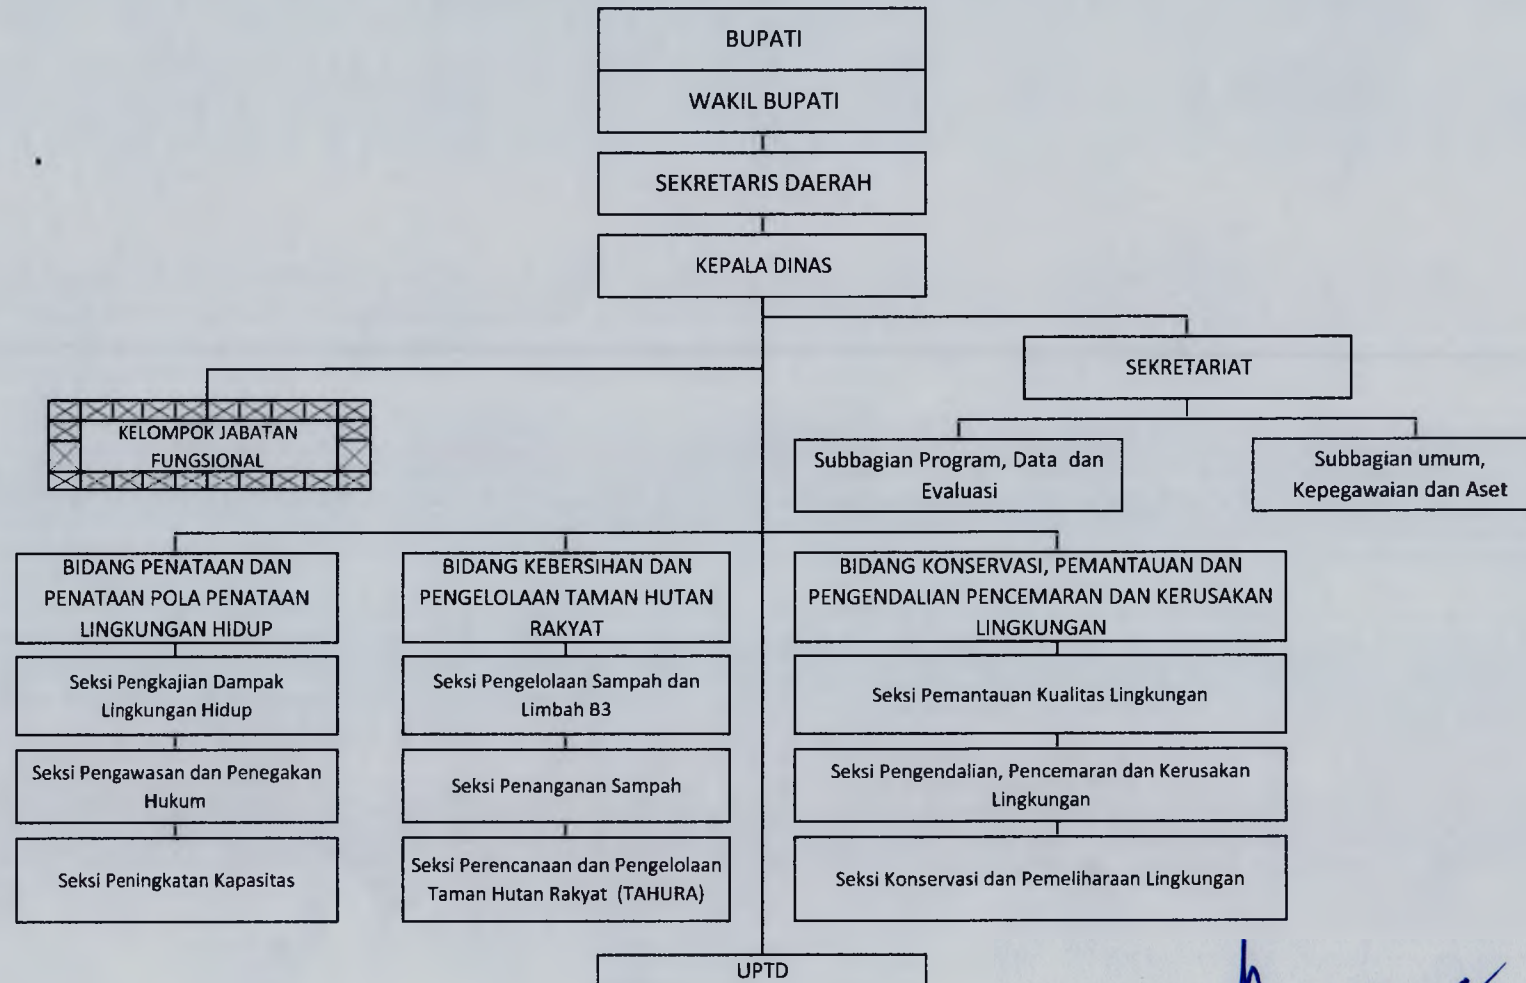 BUPATI
WAKIL BUPATI
SEKRETARIS DAERAH
KEPALA DINAS
SEKRETARIAT
KELOMPOK JABATAN
FUNGSIONAL
Subbagian Program, Data dan
Evaluasi
Subbagian umum,
Kepegawaian dan Aset
BIDANG PENATAAN DAN
PENATAAN POLA PENATAAN
LINGKUNGAN HIDUP
Seksi Pengkajian Dampak
Lingkungan Hidup
Seksi Pengawasan dan Penegakan
Hukum
Seksi Peningkatan Kapasitas
BIDANG KEBERSIHAN DAN
PENGELOLAAN TAMAN HUTAN
RAKYAT
Seksi Pengelolaan Sampah dan
Limbah B3
Seksi Penanganan Sampah
Seksi Perencanaan dan Pengelolaan
Taman Hutan Rakyat (TAHURA)
BIDANG KONSERVASI, PEMANTAUAN DAN
PENGENDALIAN PENCEMARAN DAN KERUSAKAN
LINGKUNGAN
Seksi Pemantauan Kualitas Lingkungan
Seksi Pengendalian, Pencemaran dan Kerusakan
Lingkungan
Seksi Konservasi dan Pemeliharaan Lingkungan
UPTD